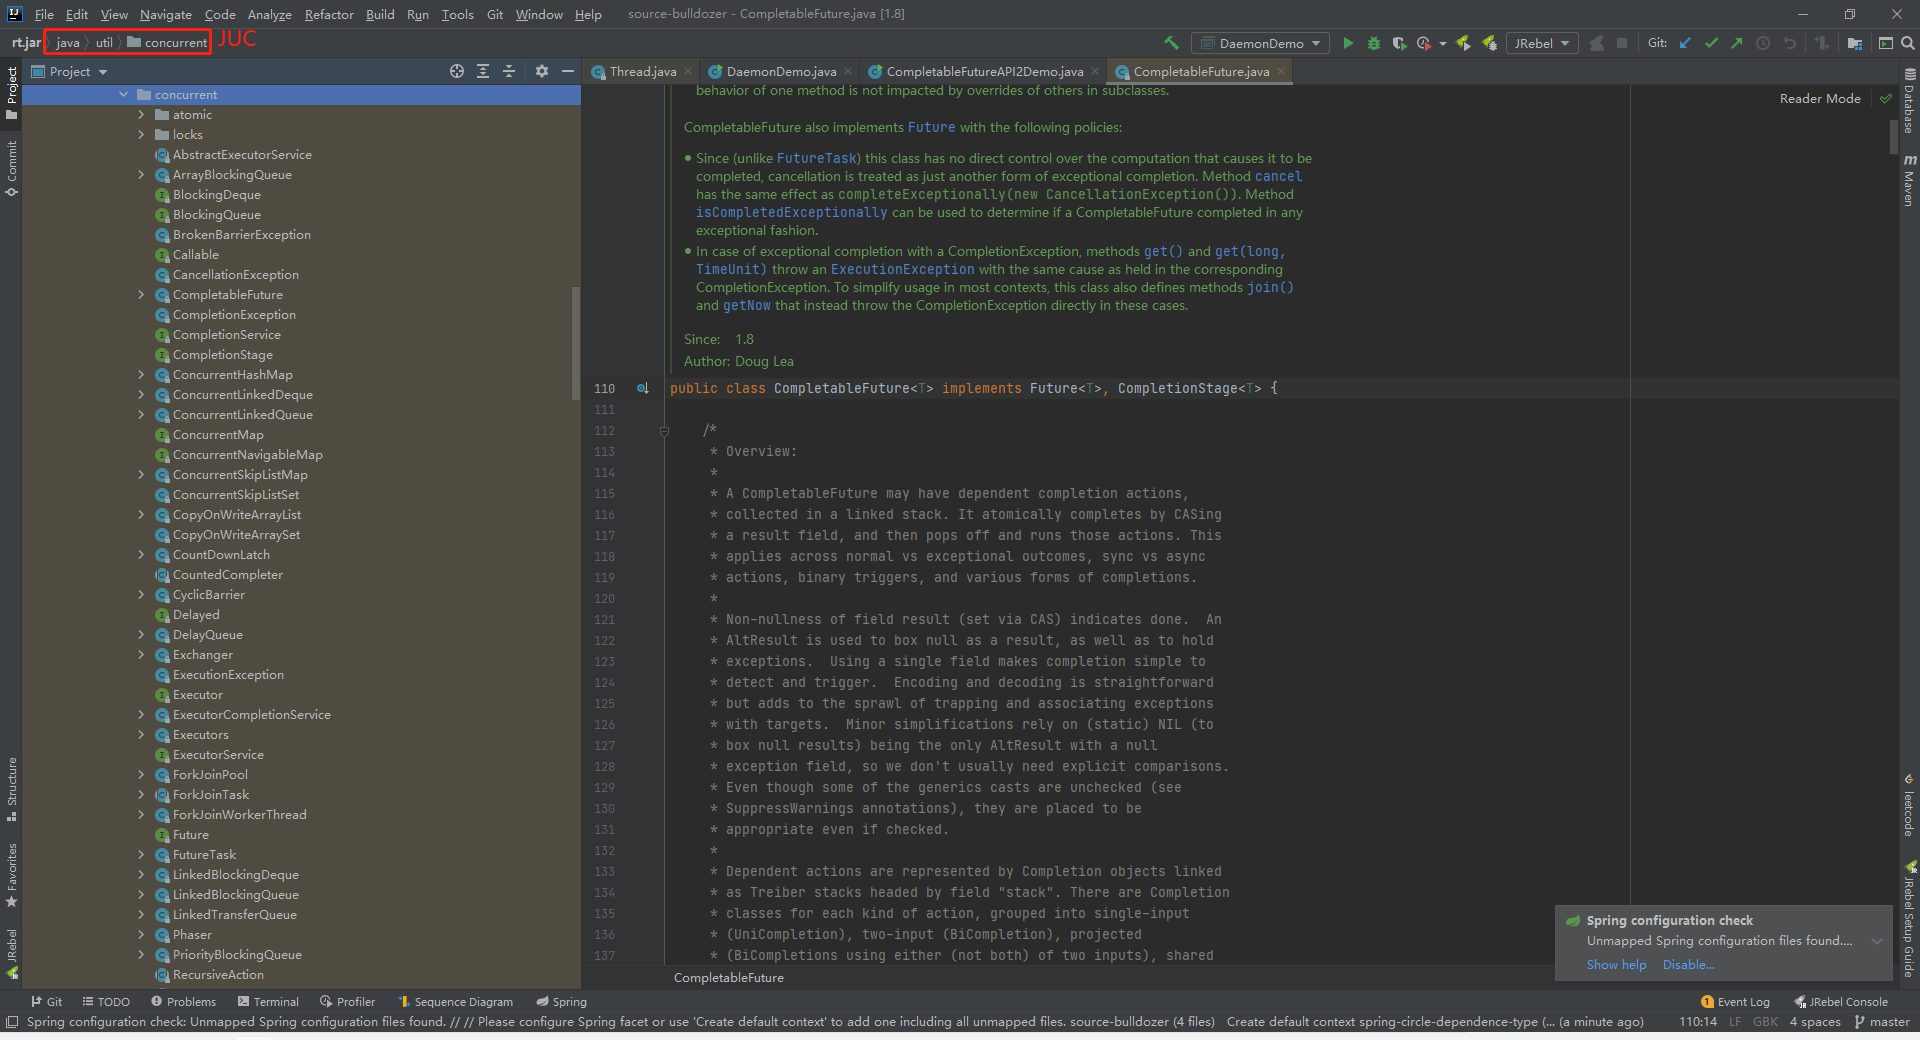 File Edit View Navigate Code Analyze Refactor Build Run Tools Git Window Help source-bulldozer - CompletableFuture.java [1.8]
rt.jar java util concurrent JUC DaemonDemo JRebel Git:
Project Thread.java DaemonDemo.java CompletableFutureAPI2Demo.java CompletableFuture.java
Project
Commit
Structure
Favorites
JRebel
concurrent
atomic
locks
AbstractExecutorService
ArrayBlockingQueue
BlockingDeque
BlockingQueue
BrokenBarrierException
Callable
CancellationException
CompletableFuture
CompletionException
CompletionService
CompletionStage
ConcurrentHashMap
ConcurrentLinkedDeque
ConcurrentLinkedQueue
ConcurrentMap
ConcurrentNavigableMap
ConcurrentSkipListMap
ConcurrentSkipListSet
CopyOnWriteArrayList
CopyOnWriteArraySet
CountDownLatch
CountedCompleter
CyclicBarrier
Delayed
DelayQueue
Exchanger
ExecutionException
Executor
ExecutorCompletionService
Executors
ExecutorService
ForkJoinPool
ForkJoinTask
ForkJoinWorkerThread
Future
FutureTask
LinkedBlockingDeque
LinkedBlockingQueue
LinkedTransferQueue
Phaser
PriorityBlockingQueue
RecursiveAction
behavior of one method is not impacted by overrides of others in subclasses.
Reader Mode
CompletableFuture also implements Future with the following policies:
• Since (unlike FutureTask) this class has no direct control over the computation that causes it to be
completed, cancellation is treated as just another form of exceptional completion. Method cancel
has the same effect as completeExceptionally(new CancellationException()). Method
isCompletedExceptionally can be used to determine if a CompletableFuture completed in any
exceptional fashion.
• In case of exceptional completion with a CompletionException, methods get() and get(long,
TimeUnit) throw an ExecutionException with the same cause as held in the corresponding
CompletionException. To simplify usage in most contexts, this class also defines methods join()
and getNow that instead throw the CompletionException directly in these cases.
Since: 1.8
Author: Doug Lea
110 public class CompletableFuture<T> implements Future<T>, CompletionStage<T> {
111
112 /*
113 * Overview:
114 *
115 * A CompletableFuture may have dependent completion actions,
116 * collected in a linked stack. It atomically completes by CASing
117 * a result field, and then pops off and runs those actions. This
118 * applies across normal vs exceptional outcomes, sync vs async
119 * actions, binary triggers, and various forms of completions.
120 *
121 * Non-nullness of field result (set via CAS) indicates done.  An
122 * AltResult is used to box null as a result, as well as to hold
123 * exceptions.  Using a single field makes completion simple to
124 * detect and trigger.  Encoding and decoding is straightforward
125 * but adds to the sprawl of trapping and associating exceptions
126 * with targets.  Minor simplifications rely on (static) NIL (to
127 * box null results) being the only AltResult with a null
128 * exception field, so we don't usually need explicit comparisons.
129 * Even though some of the generics casts are unchecked (see
130 * SuppressWarnings annotations), they are placed to be
131 * appropriate even if checked.
132 *
133 * Dependent actions are represented by Completion objects linked
134 * as Treiber stacks headed by field "stack". There are Completion
135 * classes for each kind of action, grouped into single-input
136 * (UniCompletion), two-input (BiCompletion), projected
137 * (BiCompletions using either (not both) of two inputs), shared
CompletableFuture
Database
Maven
leetcode
JRebel Setup Guide
Spring configuration check
Unmapped Spring configuration files found....
Show help Disable...
Git TODO Problems Terminal Profiler Sequence Diagram Spring 1 Event Log JRebel Console
Spring configuration check: Unmapped Spring configuration files found. // // Please configure Spring facet or use 'Create default context' to add one including all unmapped files. source-bulldozer (4 files) Create default context spring-circle-dependence-type (... (a minute ago) 110:14 LF GBK 4 spaces master